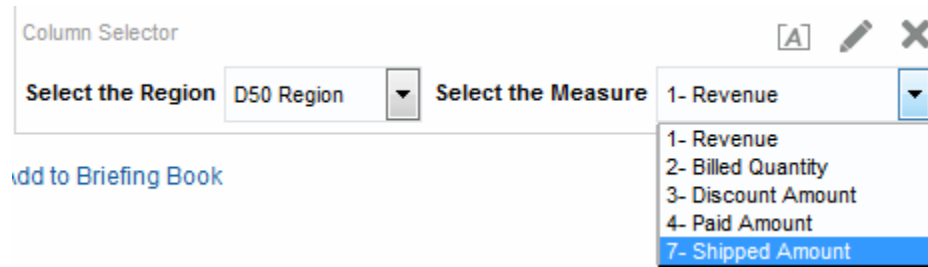 Column Selector
A
Select the Region D50 Region Select the Measure 1- Revenue
1- Revenue
2- Billed Quantity
Add to Briefing Book
3- Discount Amount
4- Paid Amount
7- Shipped Amount